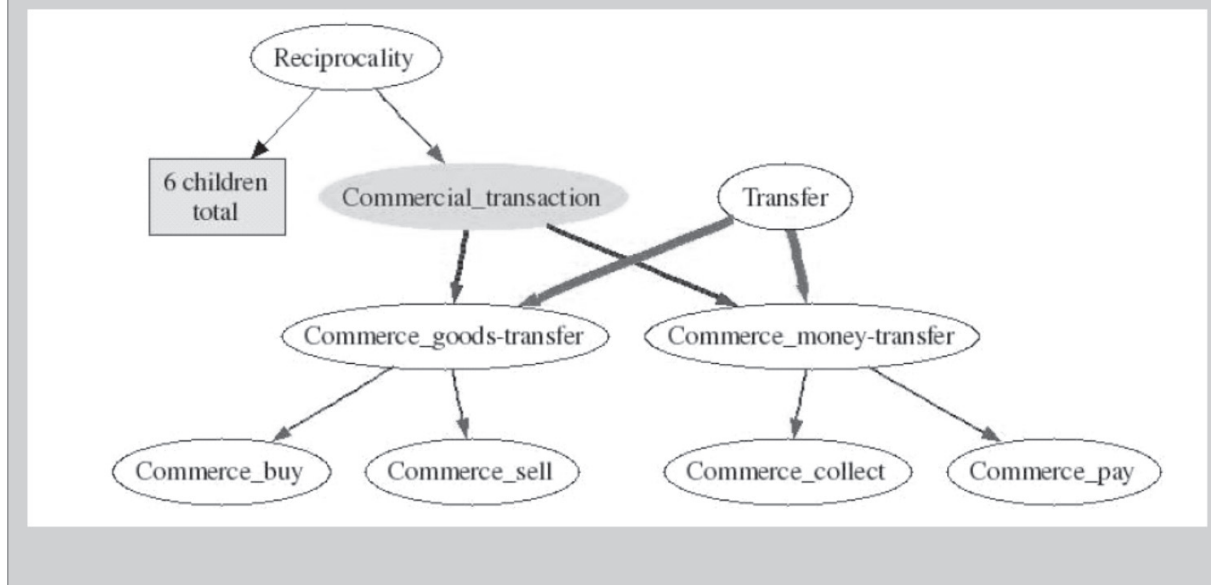 Reciprocality
6 children
total
Commercial_transaction
Transfer
Commerce_goods-transfer
Commerce_money-transfer
Commerce_buy
Commerce_sell
Commerce_collect
Commerce_pay